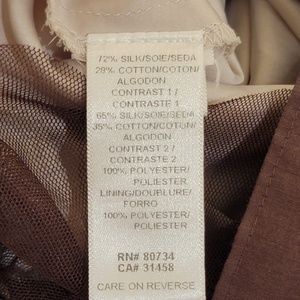 72% SILK/SOIE/SEDA
28% COTTON/COTON/
ALGODON
CONTRAST 1 /
CONTRASTE 1
65% SILK/SOIE/SEDA
35% COTTON/COTON/
ALGODON
CONTRAST 2 /
CONTRASTE 2
100% POLYESTER/
POLIESTER
LINING/DOUBLURE/
FORRO
100% POLYESTER/
POLIESTER
RN# 80734
CA# 31458
CARE ON REVERSE